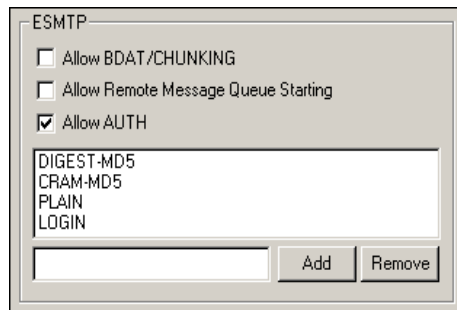 ESMTP
Allow BDAT/CHUNKING
Allow Remote Message Queue Starting
Allow AUTH
DIGEST-MD5
CRAM-MD5
PLAIN
LOGIN
Add Remove